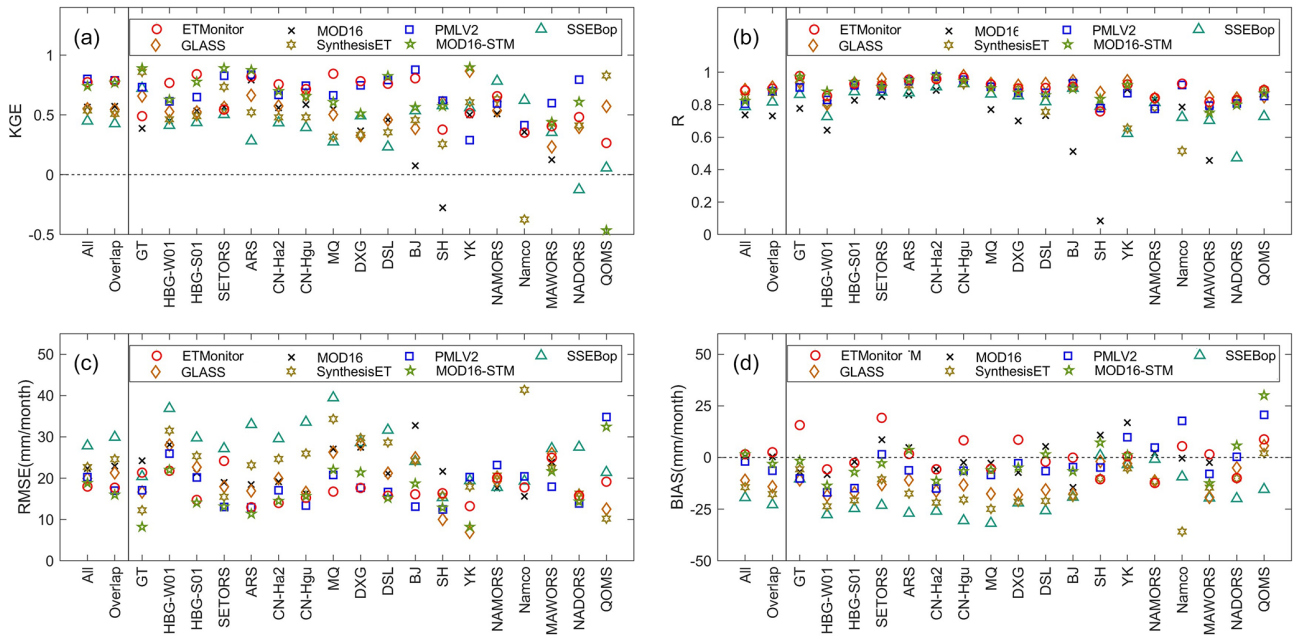 (a)
ETMonitor MOD16 PMLV2 SSEBop
GLASS SynthesisET MOD16-STM
KGE
1
0.5
0
-0.5
All Overlap GT HBG-W01 HBG-S01 SETORS ARS CN-Ha2 CN-Hgu MQ DXG DSL BJ SH YK NAMORS Namco MAWORS NADORS QOMS
(b)
ETMonitor MOD16 PMLV2 SSEBop
GLASS SynthesisET MOD16-STM
R
1
0.8
0.6
0.4
0.2
0
All Overlap GT HBG-W01 HBG-S01 SETORS ARS CN-Ha2 CN-Hgu MQ DXG DSL BJ SH YK NAMORS Namco MAWORS NADORS QOMS
(c)
ETMonitor MOD16 PMLV2 SSEBop
GLASS SynthesisET MOD16-STM
RMSE(mm/month)
50
40
30
20
10
0
All Overlap GT HBG-W01 HBG-S01 SETORS ARS CN-Ha2 CN-Hgu MQ DXG DSL BJ SH YK NAMORS Namco MAWORS NADORS QOMS
(d)
ETMonitor MOD16 PMLV2 SSEBop
GLASS SynthesisET MOD16-STM
BIAS(mm/month)
50
25
0
-25
-50
All Overlap GT HBG-W01 HBG-S01 SETORS ARS CN-Ha2 CN-Hgu MQ DXG DSL BJ SH YK NAMORS Namco MAWORS NADORS QOMS